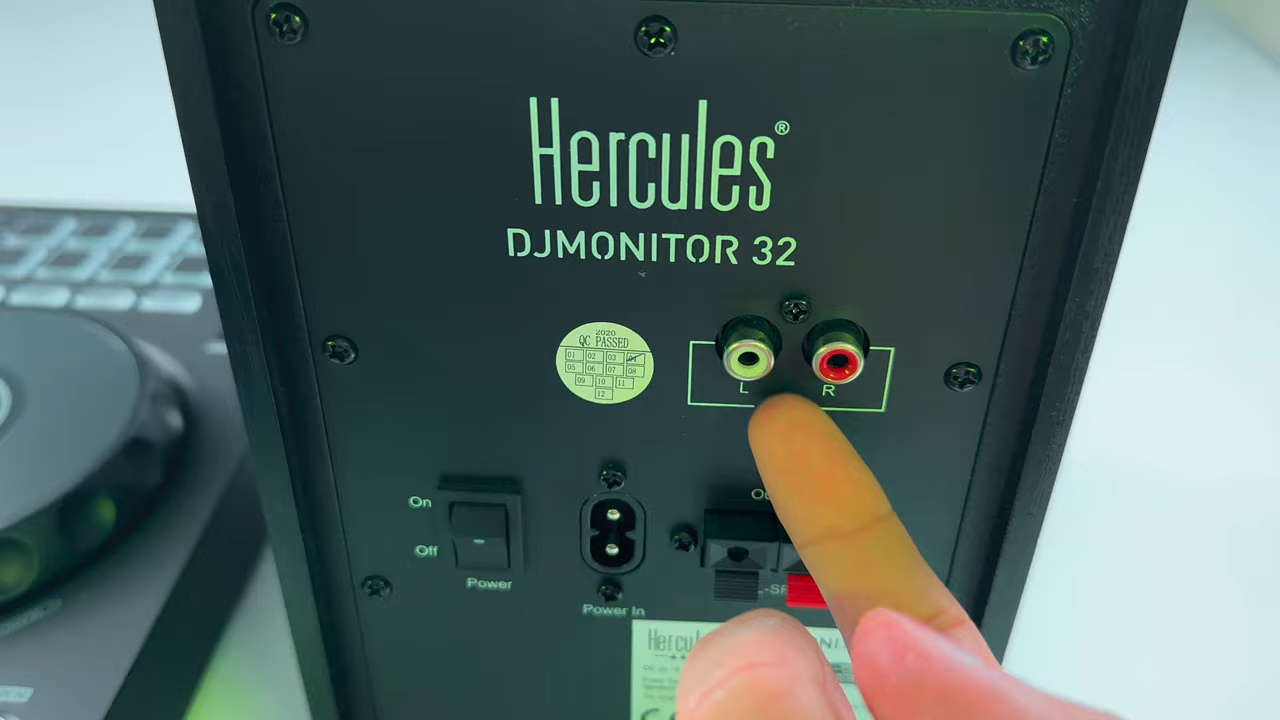 Hercules®
DJMONITOR 32
2020
QC PASSED
01 02 03 04
05 06 07 08
09 10 11
12
L R
On
Off
Power
Power In